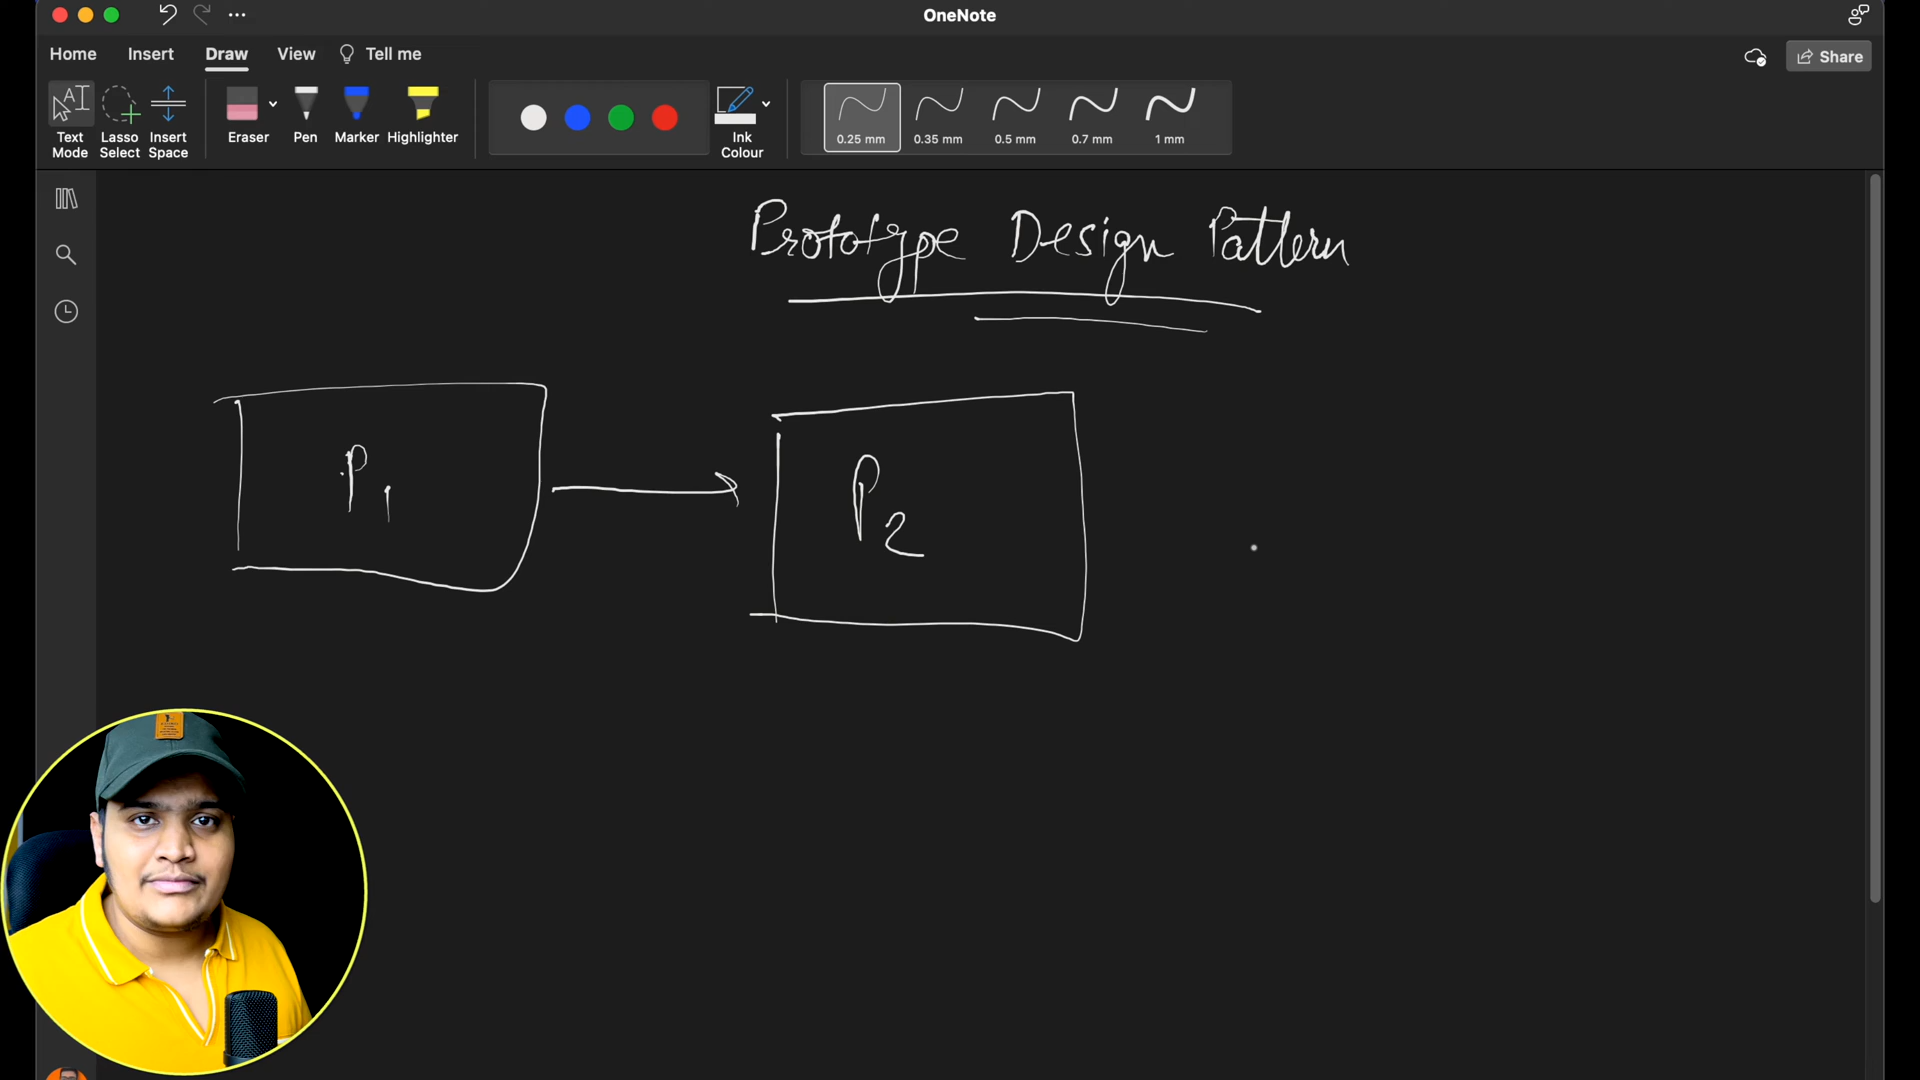 OneNote
Home Insert Draw View Tell me
Share
Text Mode
Lasso Select
Insert Space
Eraser
Pen
Marker
Highlighter
Ink Colour
0.25 mm
0.35 mm
0.5 mm
0.7 mm
1 mm
Prototype Design Pattern
P1
P2